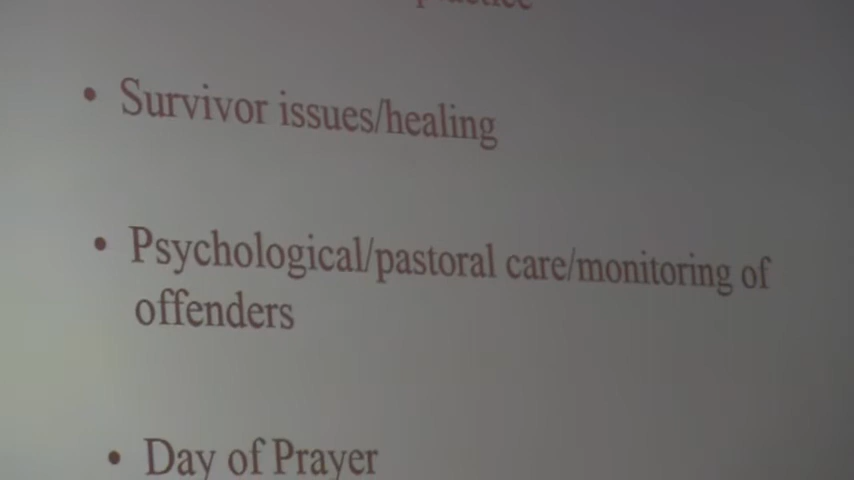 • Survivor issues/healing
• Psychological/pastoral care/monitoring of
offenders
• Day of Prayer